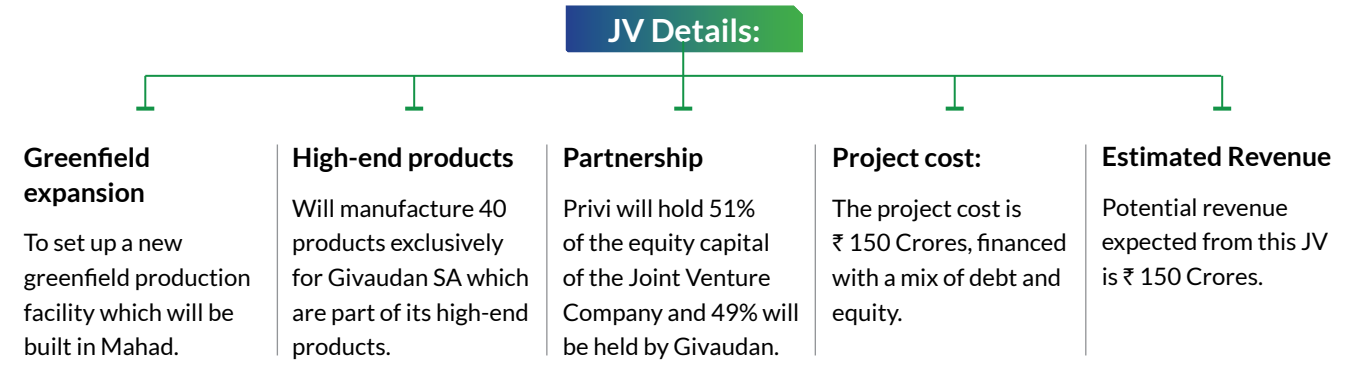 JV Details:
Greenfield
expansion
To set up a new
greenfield production
facility which will be
built in Mahad.
High-end products
Will manufacture 40
products exclusively
for Givaudan SA which
are part of its high-end
products.
Partnership
Privi will hold 51%
of the equity capital
of the Joint Venture
Company and 49% will
be held by Givaudan.
Project cost:
The project cost is
₹ 150 Crores, financed
with a mix of debt and
equity.
Estimated Revenue
Potential revenue
expected from this JV
is ₹ 150 Crores.